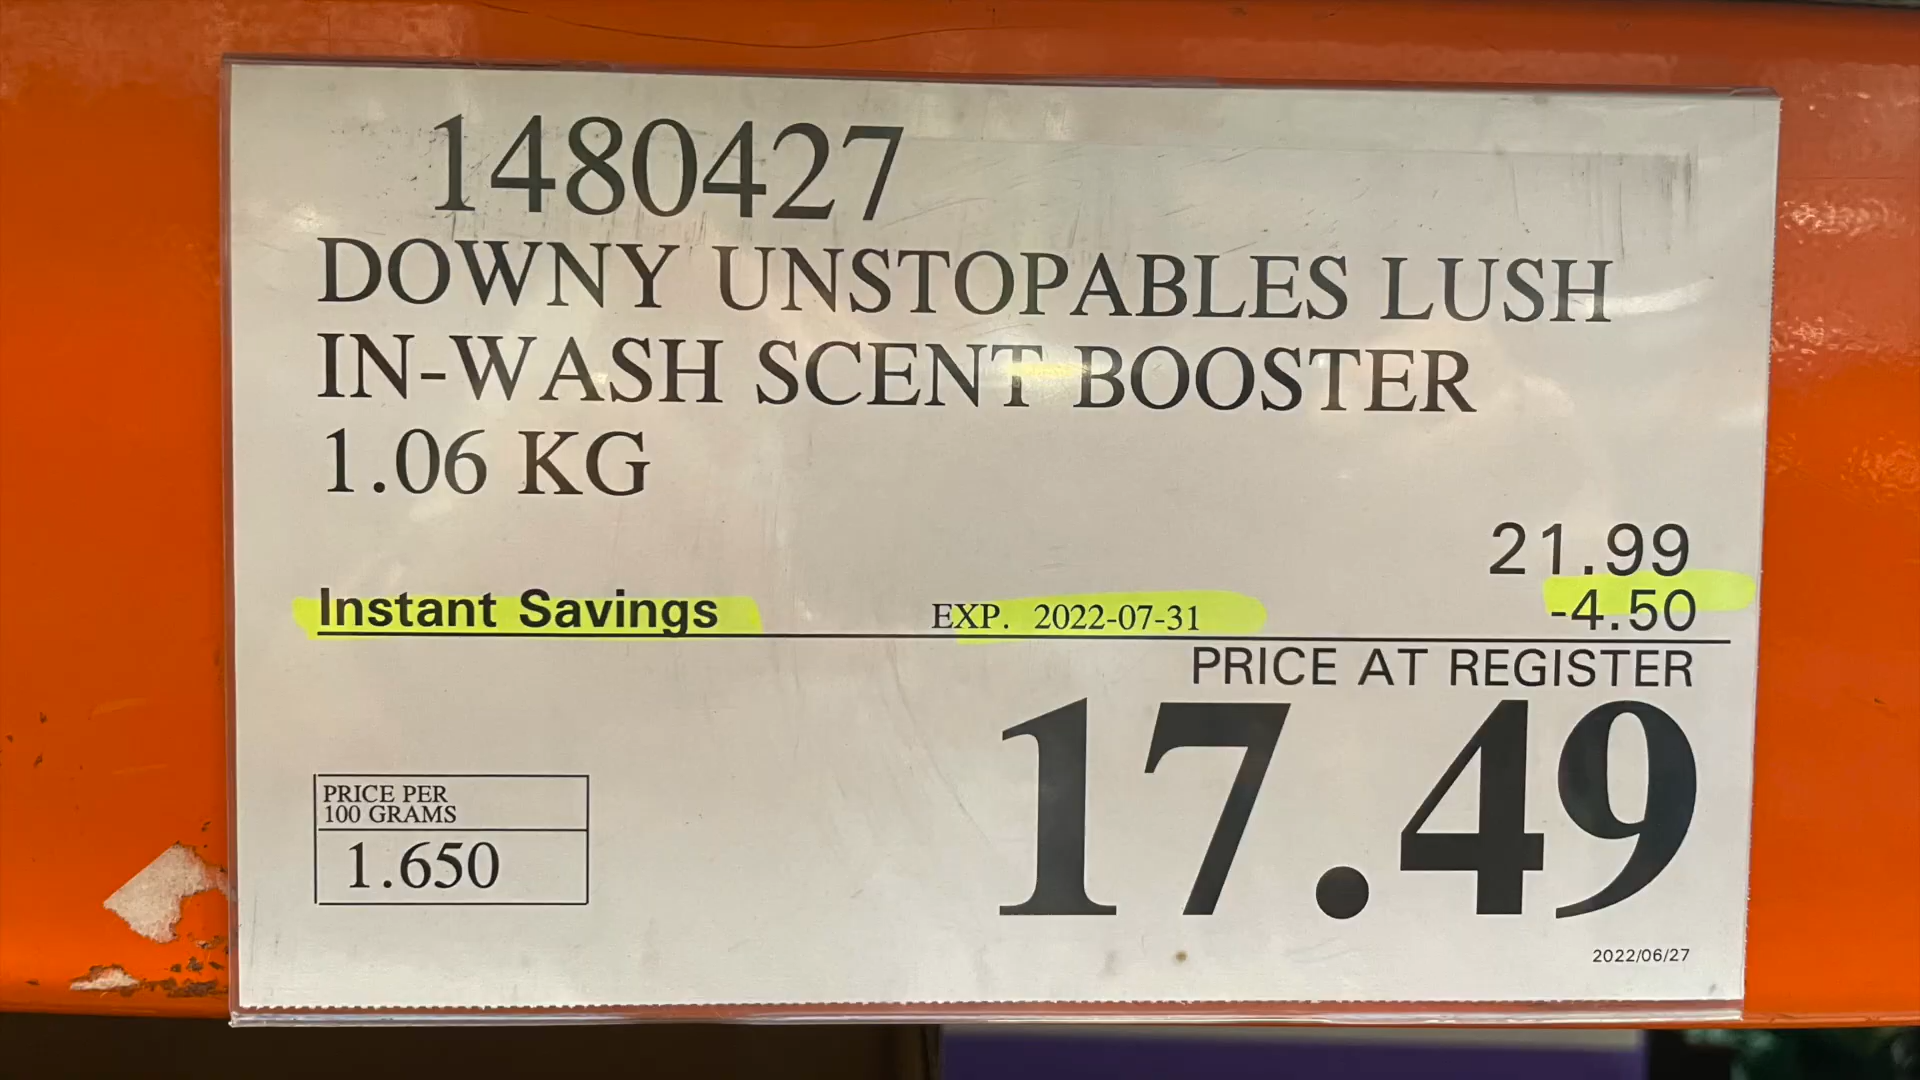 1480427
DOWNY UNSTOPABLES LUSH
IN-WASH SCENT BOOSTER
1.06 KG
21.99
Instant Savings EXP. 2022-07-31 -4.50
PRICE AT REGISTER
17.49
PRICE PER
100 GRAMS
1.650
2022/06/27